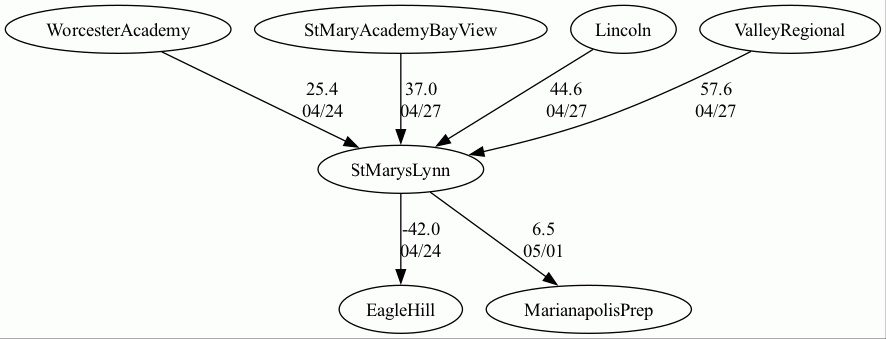 WorcesterAcademy
StMaryAcademyBayView
Lincoln
ValleyRegional
25.4
04/24
37.0
04/27
44.6
04/27
57.6
04/27
StMarysLynn
-42.0
04/24
6.5
05/01
EagleHill
MarianapolisPrep